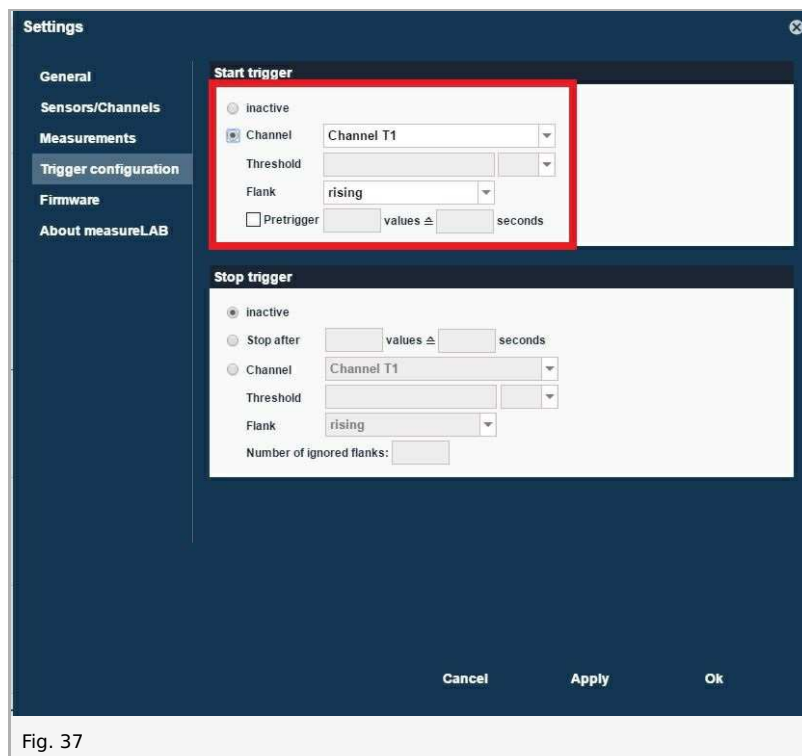 Settings
General
Sensors/Channels
Measurements
Trigger configuration
Firmware
About measureLAB
Start trigger
inactive
Channel Channel T1
Threshold
Flank rising
Pretrigger values ≙ seconds
Stop trigger
inactive
Stop after values ≙ seconds
Channel Channel T1
Threshold
Flank rising
Number of ignored flanks:
Cancel Apply Ok
Fig. 37